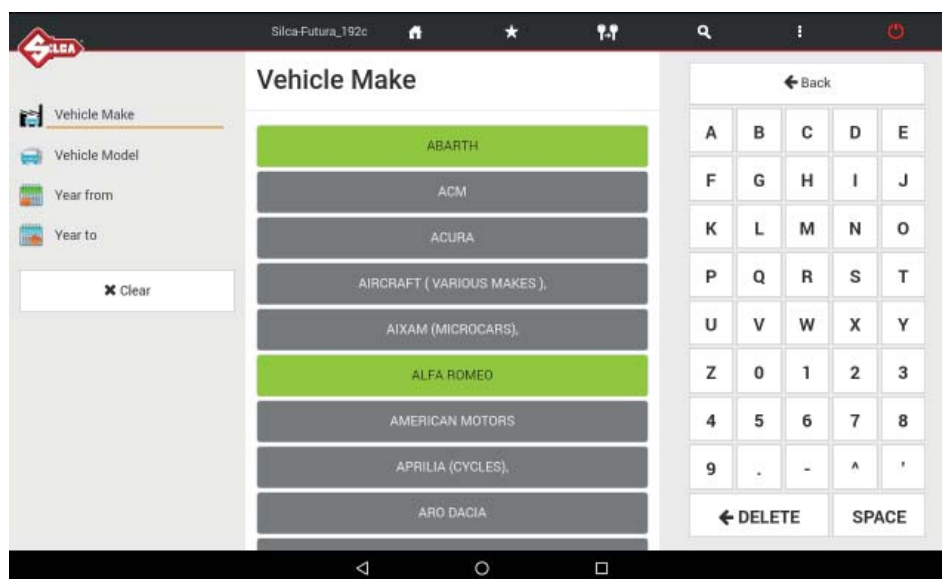 Silca-Futura_192c
SILCA
Vehicle Make
Vehicle Model
Year from
Year to
Clear
Vehicle Make
ABARTH
ACM
ACURA
AIRCRAFT ( VARIOUS MAKES ),
AIXAM (MICROCARS),
ALFA ROMEO
AMERICAN MOTORS
APRILIA (CYCLES),
ARO DACIA
Back
A B C D E
F G H I J
K L M N O
P Q R S T
U V W X Y
Z 0 1 2 3
4 5 6 7 8
9 . - ^ '
DELETE SPACE